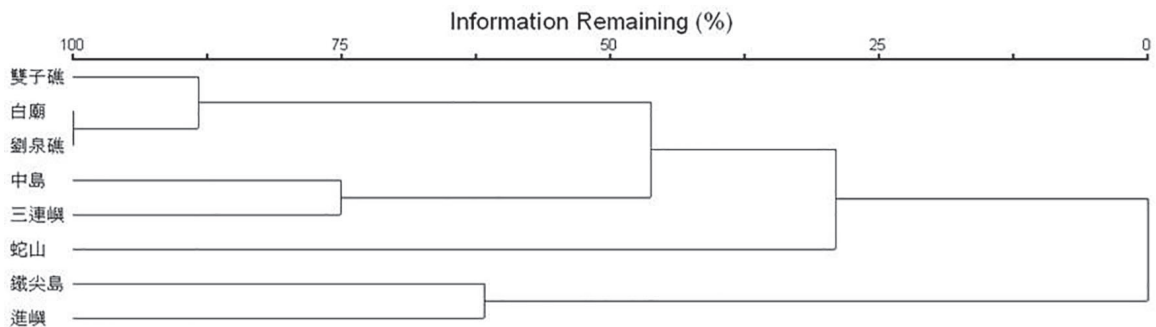 Information Remaining (%)
100 75 50 25 0
雙子礁
白廟
劉泉礁
中島
三連嶼
蛇山
鐵尖島
進嶼